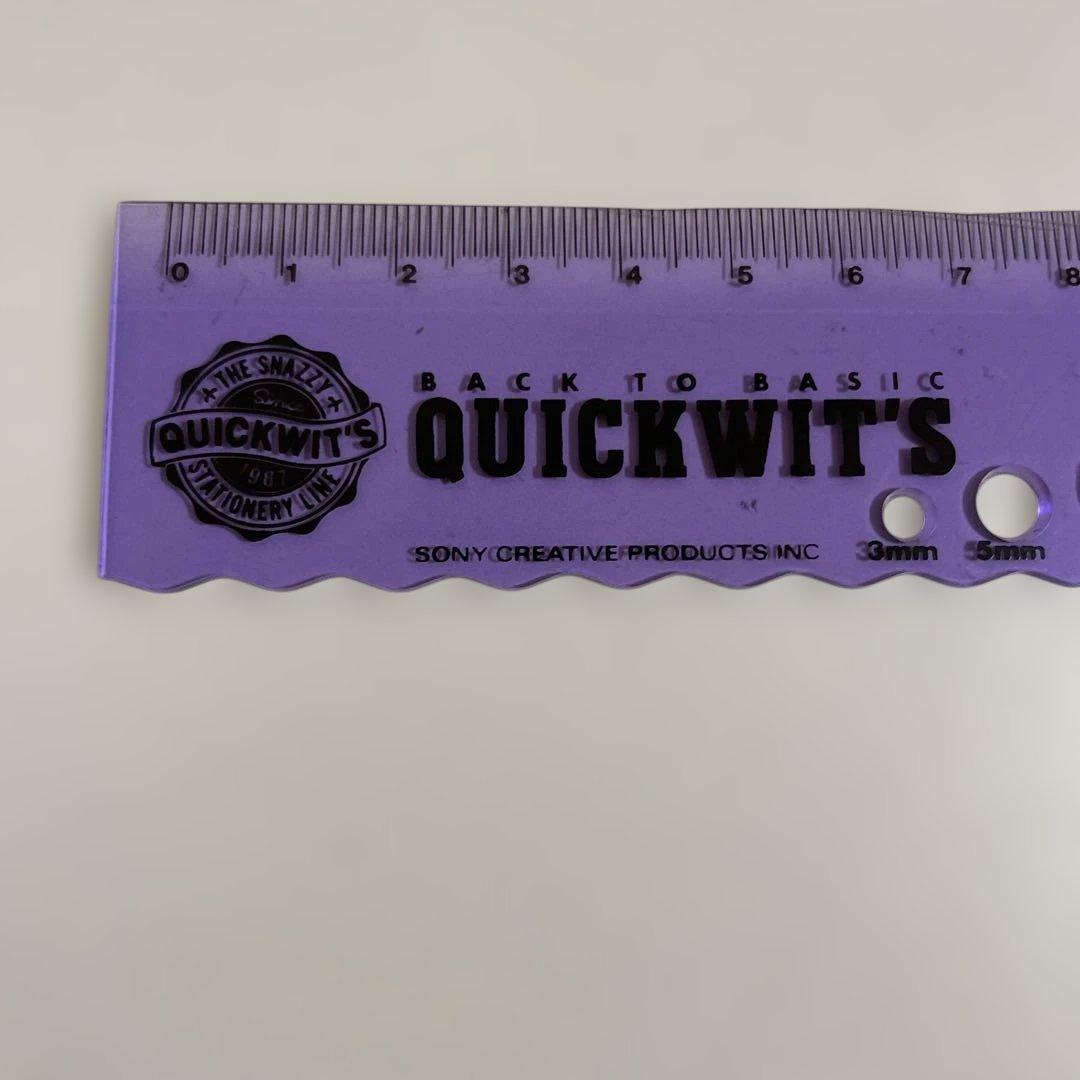 0 1 2 3 4 5 6 7 8
THE SNAZZY
Since
QUICKWIT'S
1987
STATIONERY LINE
BACK TO BASIC
QUICKWIT'S
SONY CREATIVE PRODUCTS INC
3mm 5mm